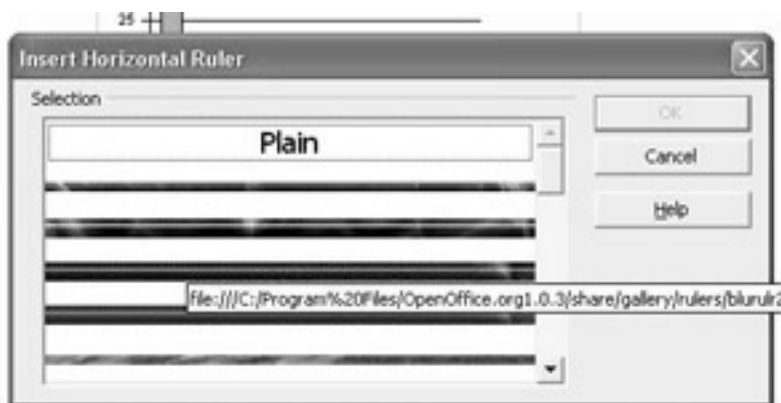 25
Insert Horizontal Ruler
Selection
Plain
OK
Cancel
Help
file:///C:/Program%20Files/OpenOffice.org1.0.3/share/gallery/rulers/blurulr2